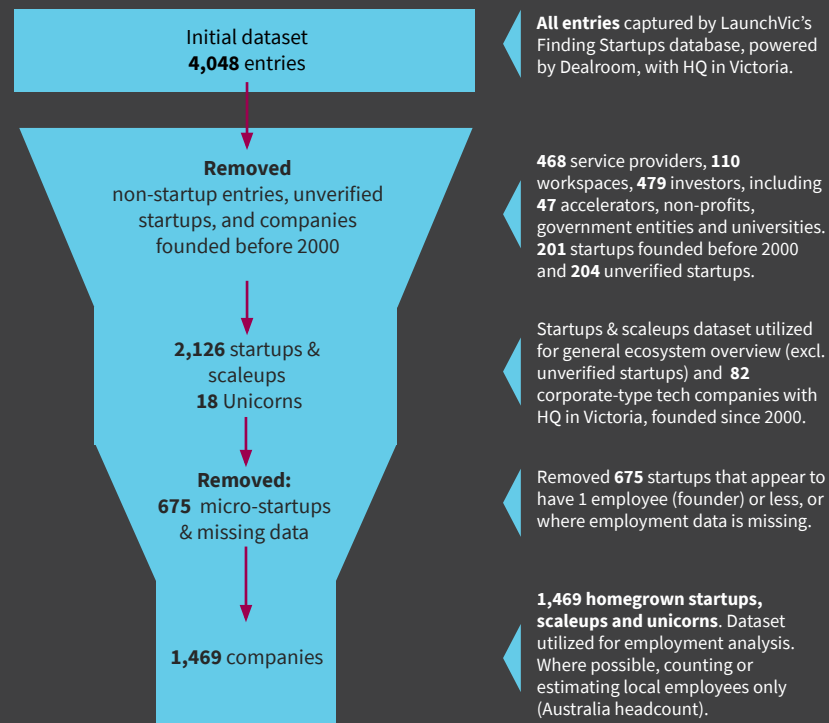 Initial dataset
4,048 entries
All entries captured by LaunchVic's
Finding Startups database, powered
by Dealroom, with HQ in Victoria.
Removed
non-startup entries, unverified
startups, and companies
founded before 2000
468 service providers, 110
workspaces, 479 investors, including
47 accelerators, non-profits,
government entities and universities.
201 startups founded before 2000
and 204 unverified startups.
2,126 startups &
scaleups
18 Unicorns
Startups & scaleups dataset utilized
for general ecosystem overview (excl.
unverified startups) and 82
corporate-type tech companies with
HQ in Victoria, founded since 2000.
Removed:
675 micro-startups
& missing data
Removed 675 startups that appear to
have 1 employee (founder) or less, or
where employment data is missing.
1,469 companies
1,469 homegrown startups,
scaleups and unicorns. Dataset
utilized for employment analysis.
Where possible, counting or
estimating local employees only
(Australia headcount).